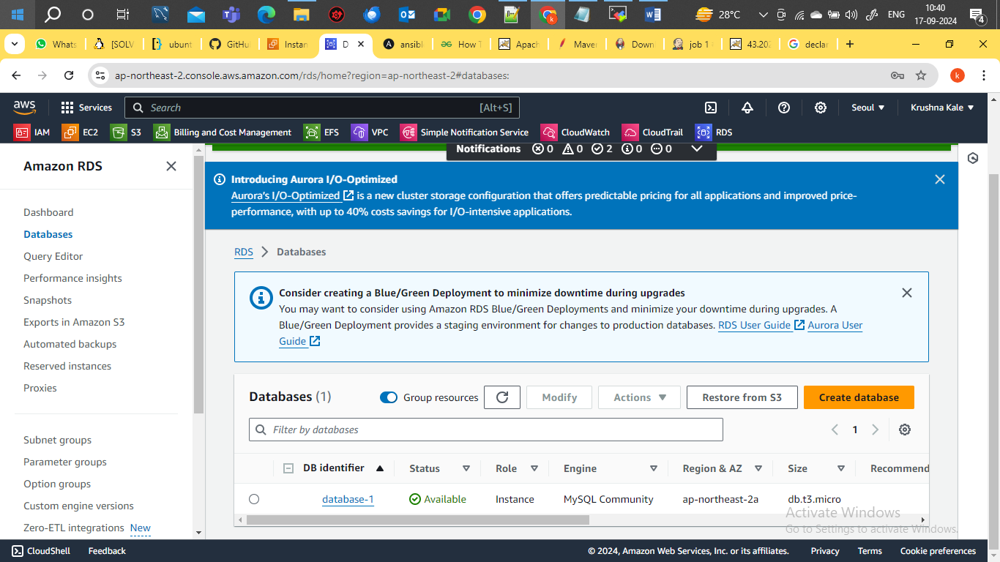 28°C
ENG
10:40
17-09-2024
4
Whats
[SOLV
ubunt
GitHu
Instan
D
ansibl
How T
Apach
Maver
Down
job 1
43.202
declar
ap-northeast-2.console.aws.amazon.com/rds/home?region=ap-northeast-2#databases:
k
aws
Services
Search
[Alt+S]
Seoul
Krushna Kale
IAM
EC2
S3
Billing and Cost Management
EFS
VPC
Simple Notification Service
CloudWatch
CloudTrail
RDS
Notifications 0 0 2 0 0
Amazon RDS
Dashboard
Databases
Query Editor
Performance insights
Snapshots
Exports in Amazon S3
Automated backups
Reserved instances
Proxies
Subnet groups
Parameter groups
Option groups
Custom engine versions
Zero-ETL integrations New
Introducing Aurora I/O-Optimized
Aurora's I/O-Optimized is a new cluster storage configuration that offers predictable pricing for all applications and improved price-
performance, with up to 40% costs savings for I/O-intensive applications.
RDS
Databases
Consider creating a Blue/Green Deployment to minimize downtime during upgrades
You may want to consider using Amazon RDS Blue/Green Deployments and minimize your downtime during upgrades. A
Blue/Green Deployment provides a staging environment for changes to production databases. RDS User Guide Aurora User
Guide
Databases (1)
Group resources
Modify
Actions
Restore from S3
Create database
Filter by databases
1
DB identifier
Status
Role
Engine
Region & AZ
Size
Recommend
database-1
Available
Instance
MySQL Community
ap-northeast-2a
db.t3.micro
Activate Windows
Go to Settings to activate Windows.
CloudShell
Feedback
© 2024, Amazon Web Services, Inc. or its affiliates.
Privacy
Terms
Cookie preferences